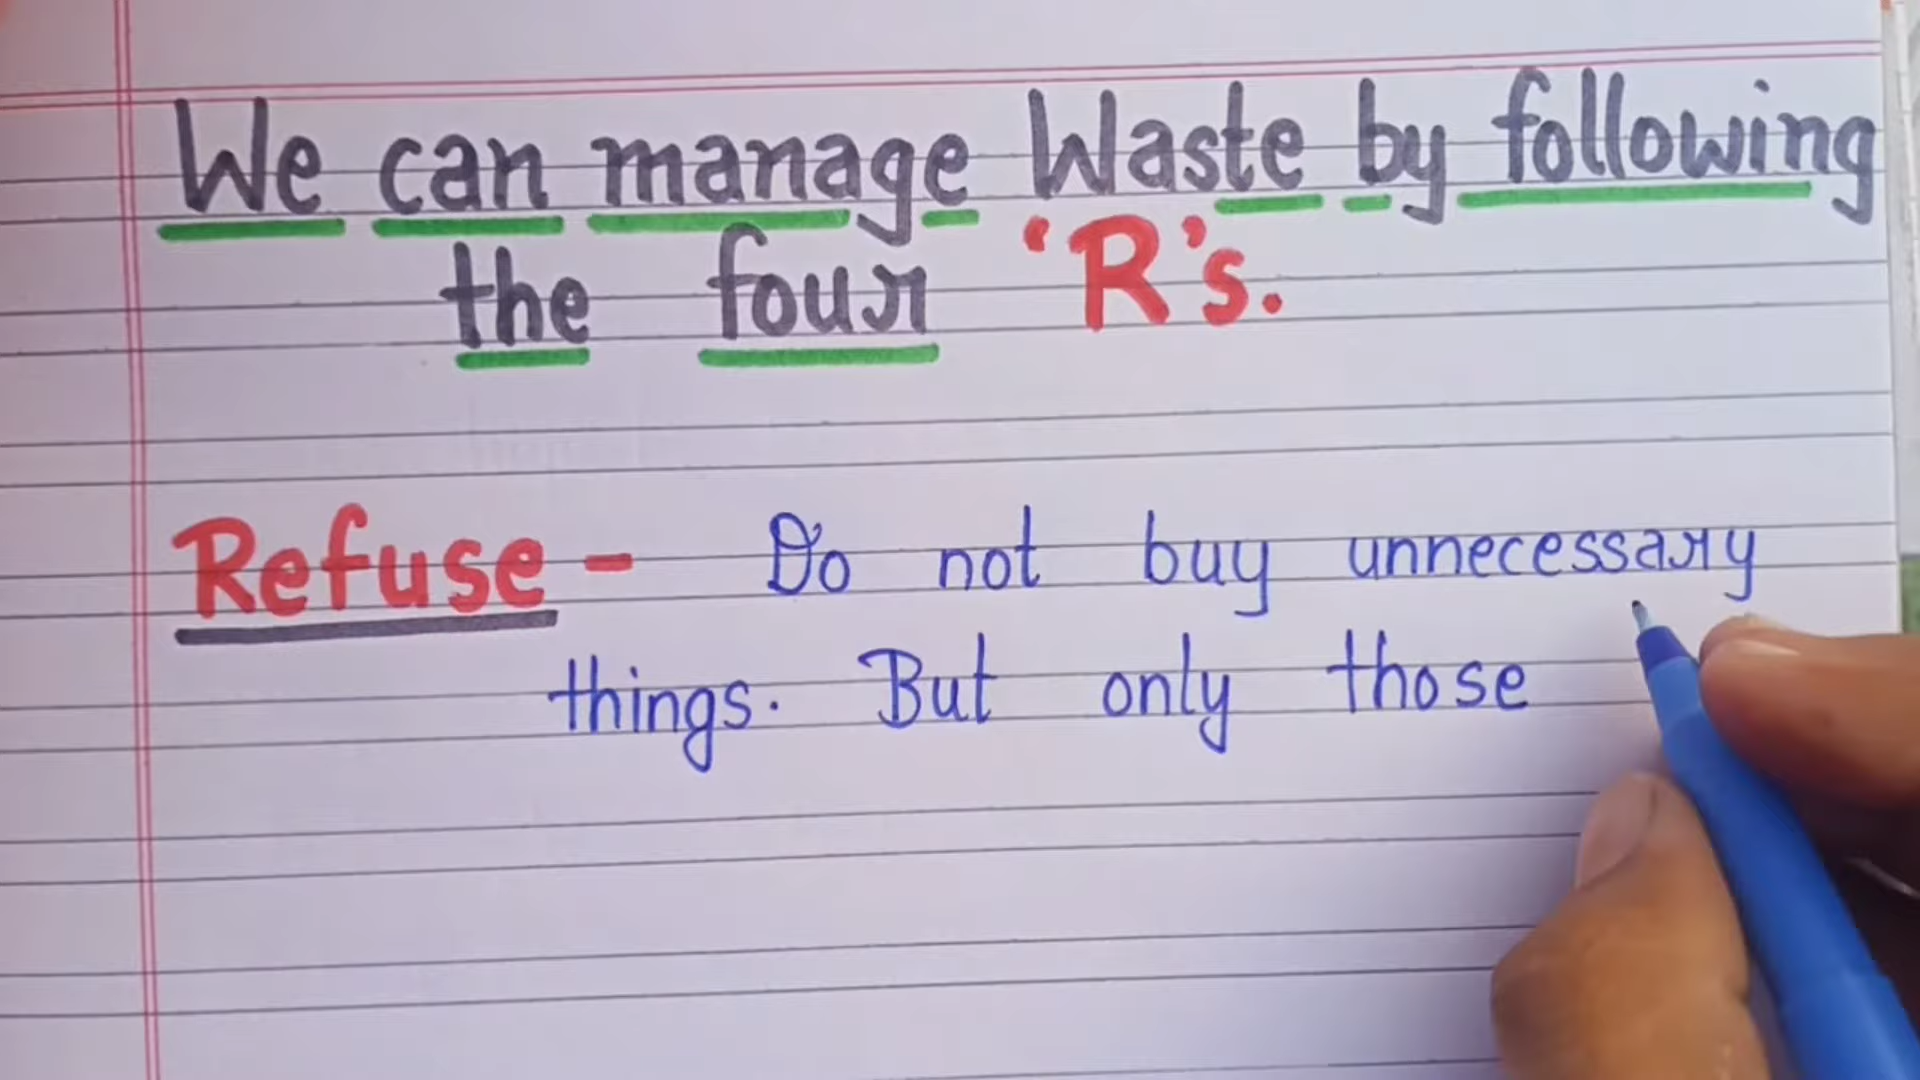 We can manage Waste by following
the four 'R's.
Refuse - Do not buy unnecessary
things. But only those